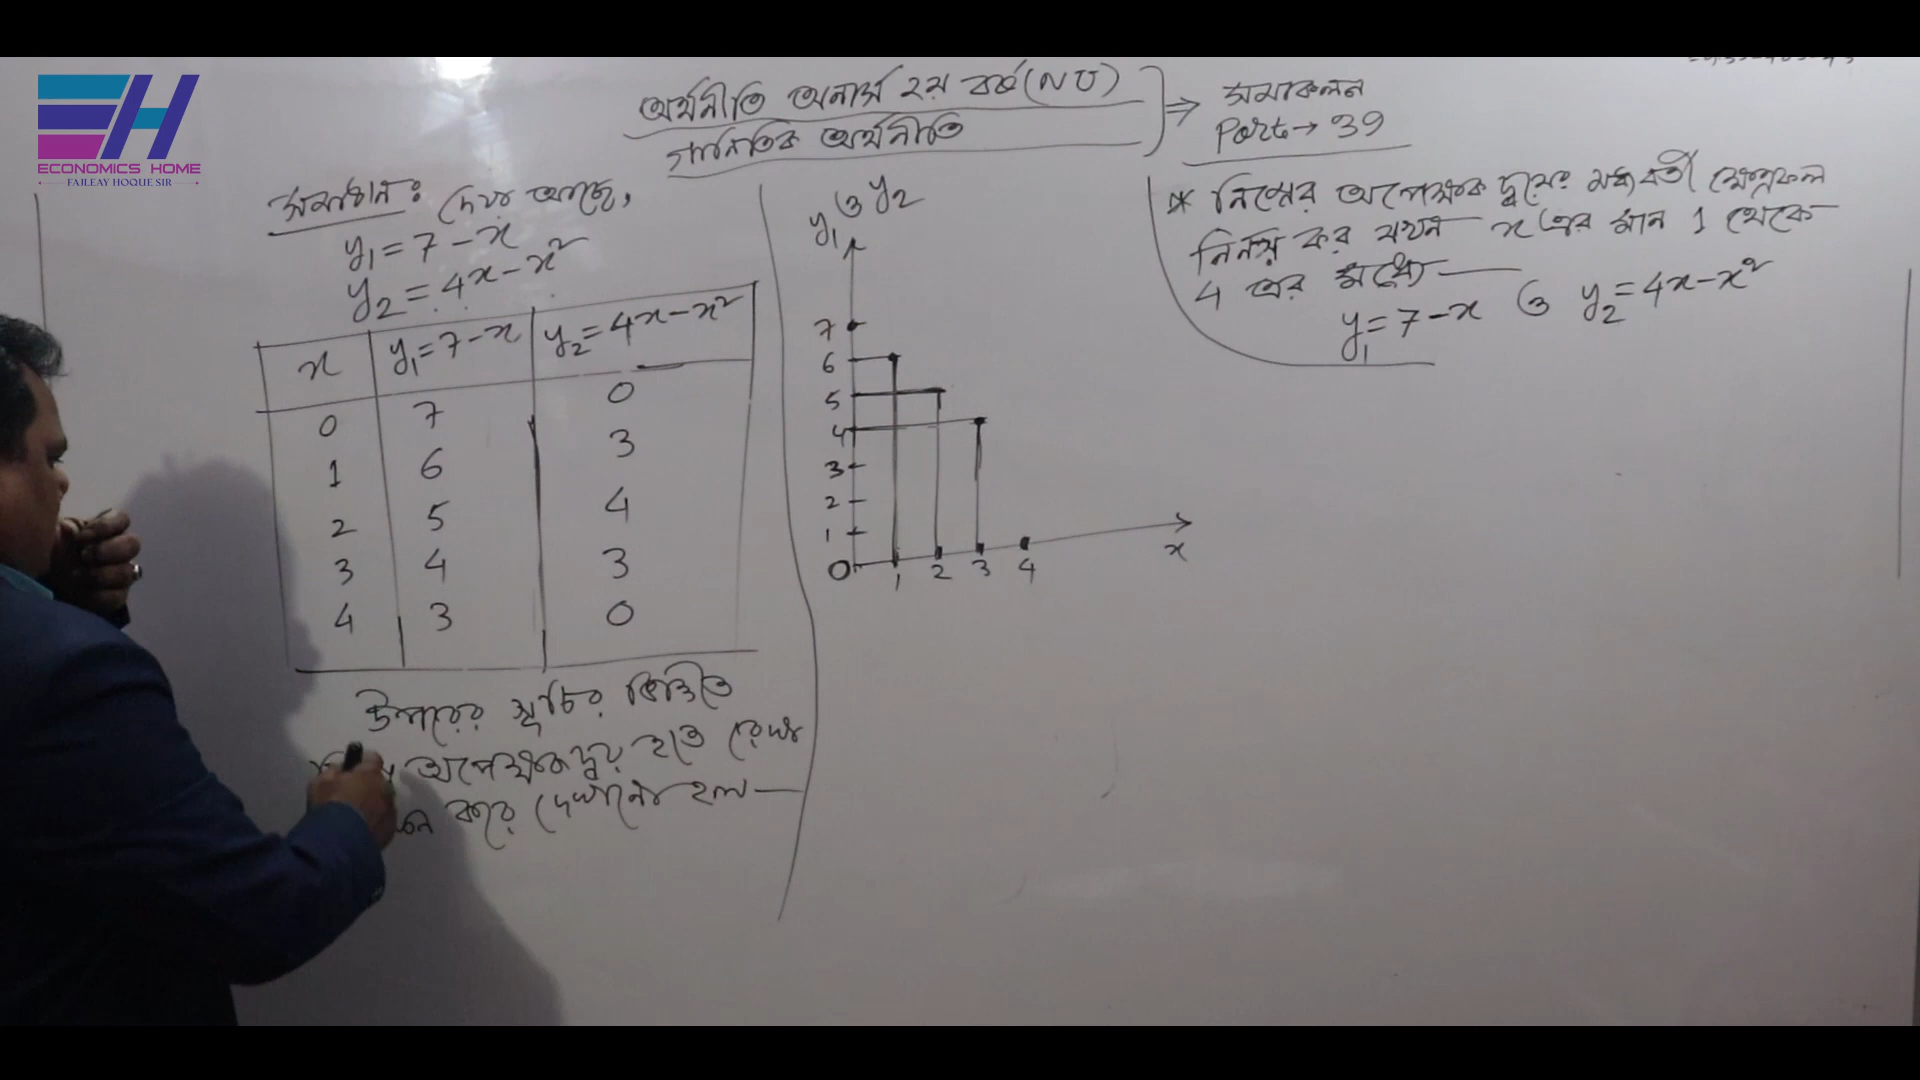 ECONOMICS HOME
FAJLEAY HOQUE SIR
অর্থনীতি অনার্স ২য় বর্ষ (NU)
গাণিতিক অর্থনীতি
⇒ সমাকলন
Part → 39
* নিম্নের অপেক্ষক দ্বয়ের মধ্যবর্তী ক্ষেত্রফল
নির্নয় কর যখন x এর মান 1 থেকে
4 এর মধ্যে —
y₁ = 7 - x ও y₂ = 4x - x²
সমাধান: দেওয়া আছে,
y₁ = 7 - x
y₂ = 4x - x²
x y₁ = 7 - x y₂ = 4x - x²
0 7 0
1 6 3
2 5 4
3 4 3
4 3 0
উপরের সূচির ভিত্তিতে
অপেক্ষকদ্বয় হতে রেখা
করে দেখানো হল —
y₁ ও y₂
7
6
5
4
3
2
1
0 1 2 3 4 x